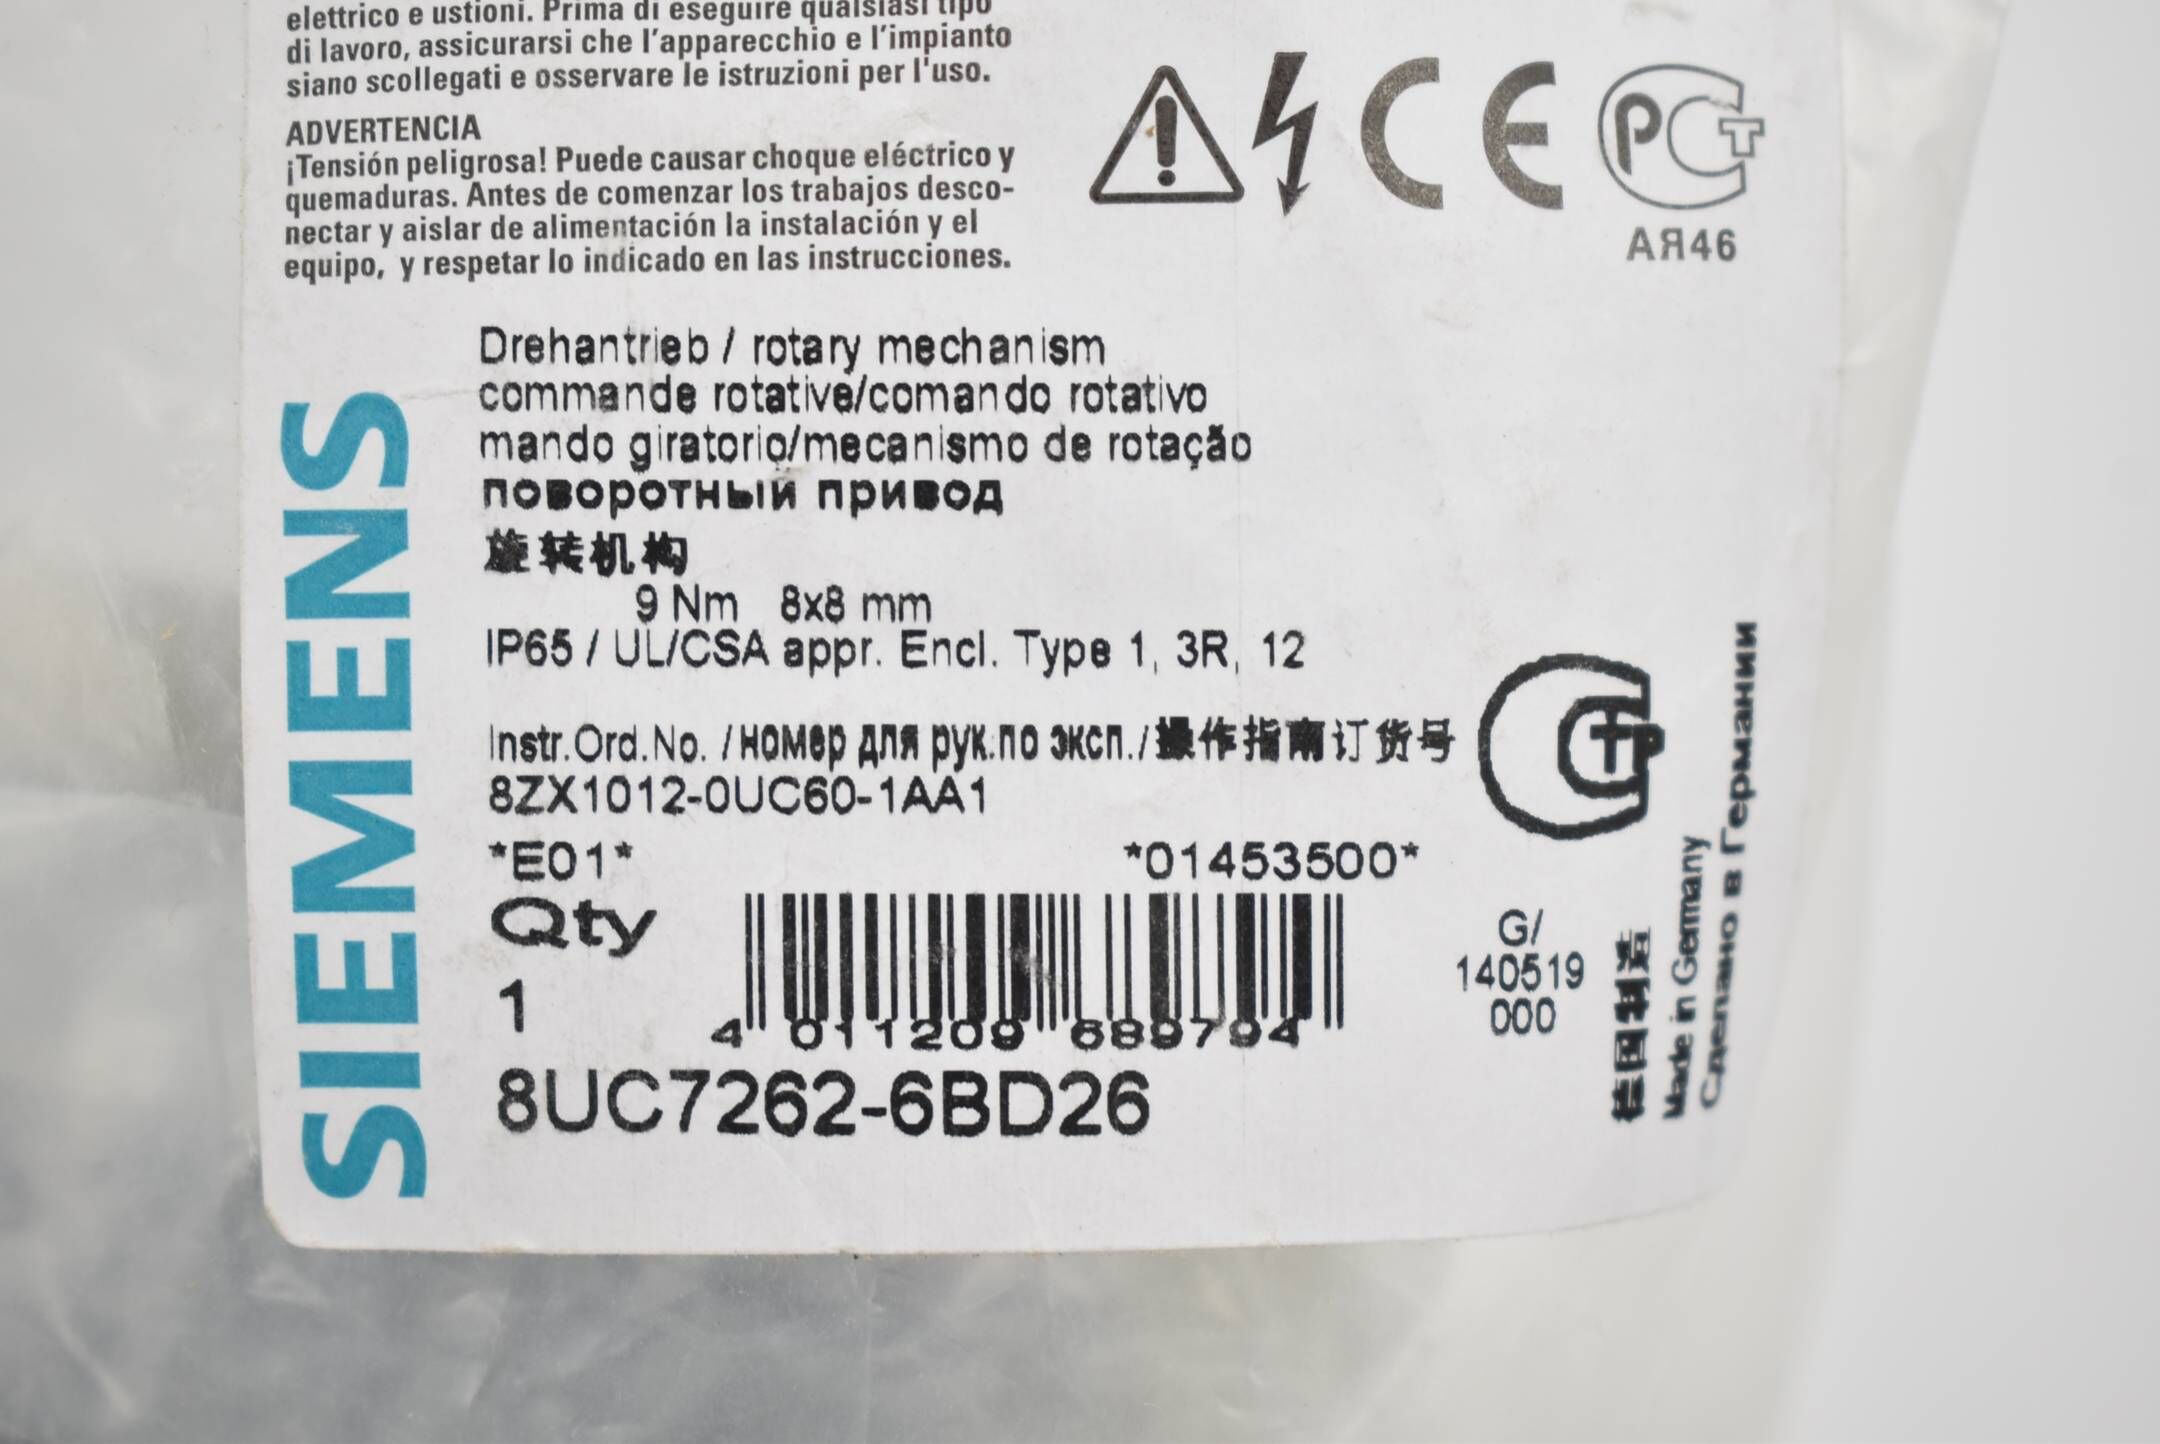 elettrico e ustioni. Prima di eseguire qualsiasi tipo
di lavoro, assicurarsi che l'apparecchio e l'impianto
siano scollegati e osservare le istruzioni per l'uso.
ADVERTENCIA
¡Tensión peligrosa! Puede causar choque eléctrico y
quemaduras. Antes de comenzar los trabajos desco-
nectar y aislar de alimentación la instalación y el
equipo, y respetar lo indicado en las instrucciones.
CE
РСТ
АЯ46
SIEMENS
Drehantrieb / rotary mechanism
commande rotative/comando rotativo
mando giratorio/mecanismo de rotação
поворотный привод
旋转机构
9 Nm 8x8 mm
IP65 / UL/CSA appr. Encl. Type 1, 3R, 12
Instr.Ord.No. /номер для рук.по эксп./操作指南订货号
8ZX1012-0UC60-1AA1
*E01* *01453500*
Qty
1
4 011209 689794
8UC7262-6BD26
G/
140519
000
德国制造
Made in Germany
Сделано в Германии